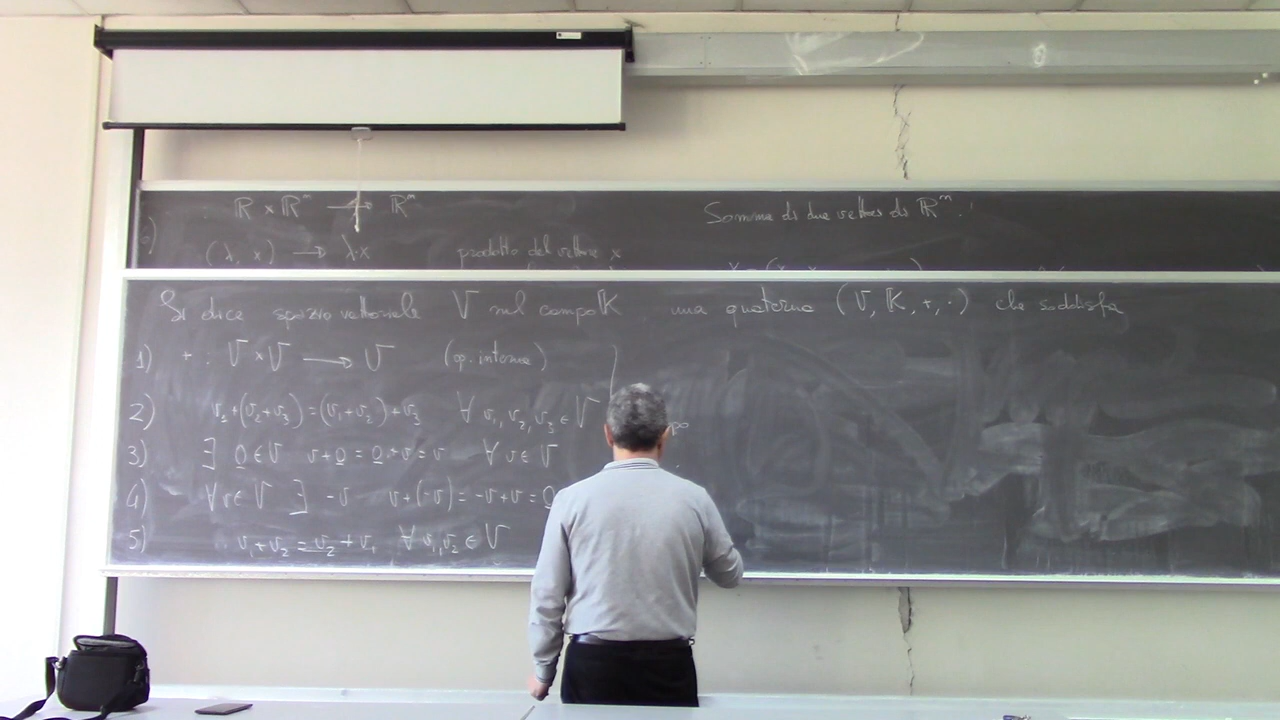 ℝ × ℝⁿ ⟶ ℝⁿ
Somma di due vettori di ℝⁿ.
(λ, x) ⟶ λ·x prodotto del vettore x
Si dice spazio vettoriale V sul campo K una quaterna (V, K, +, ·) che soddisfa
1) + : V × V ⟶ V (op. interna)
2) v₁+(v₂+v₃)=(v₁+v₂)+v₃ ∀ v₁, v₂, v₃ ∈ V
3) ∃ 0 ∈ V v+0 = 0+v = v ∀ v ∈ V
4) ∀ v ∈ V ∃ -v v+(-v) = -v+v = 0
5) v₁+v₂ = v₂+v₁ ∀ v₁, v₂ ∈ V